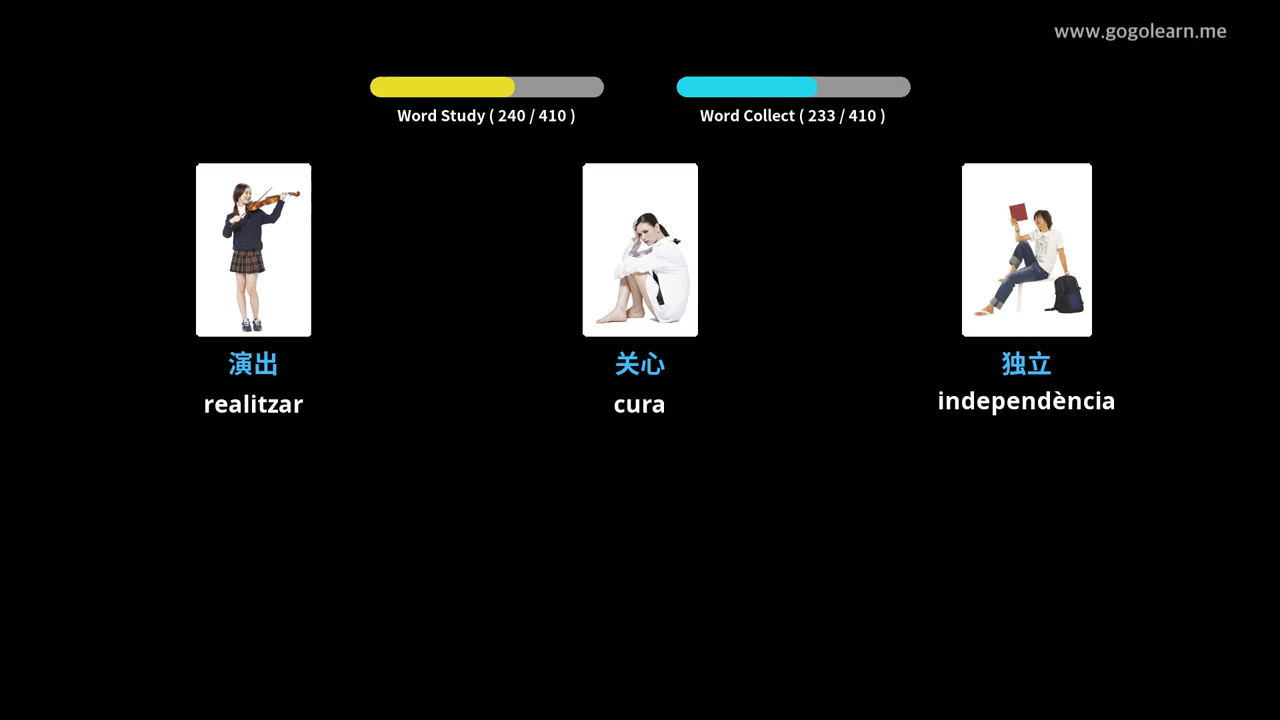 www.gogolearn.me
Word Study ( 240 / 410 )
Word Collect ( 233 / 410 )
演出
关心
独立
realitzar
cura
independència